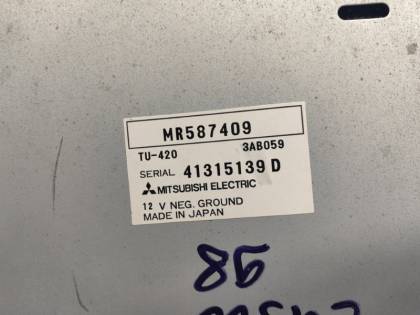 MR587409
TU-420 3AB059
SERIAL 41315139 D
MITSUBISHI ELECTRIC
12 V NEG. GROUND
MADE IN JAPAN
86